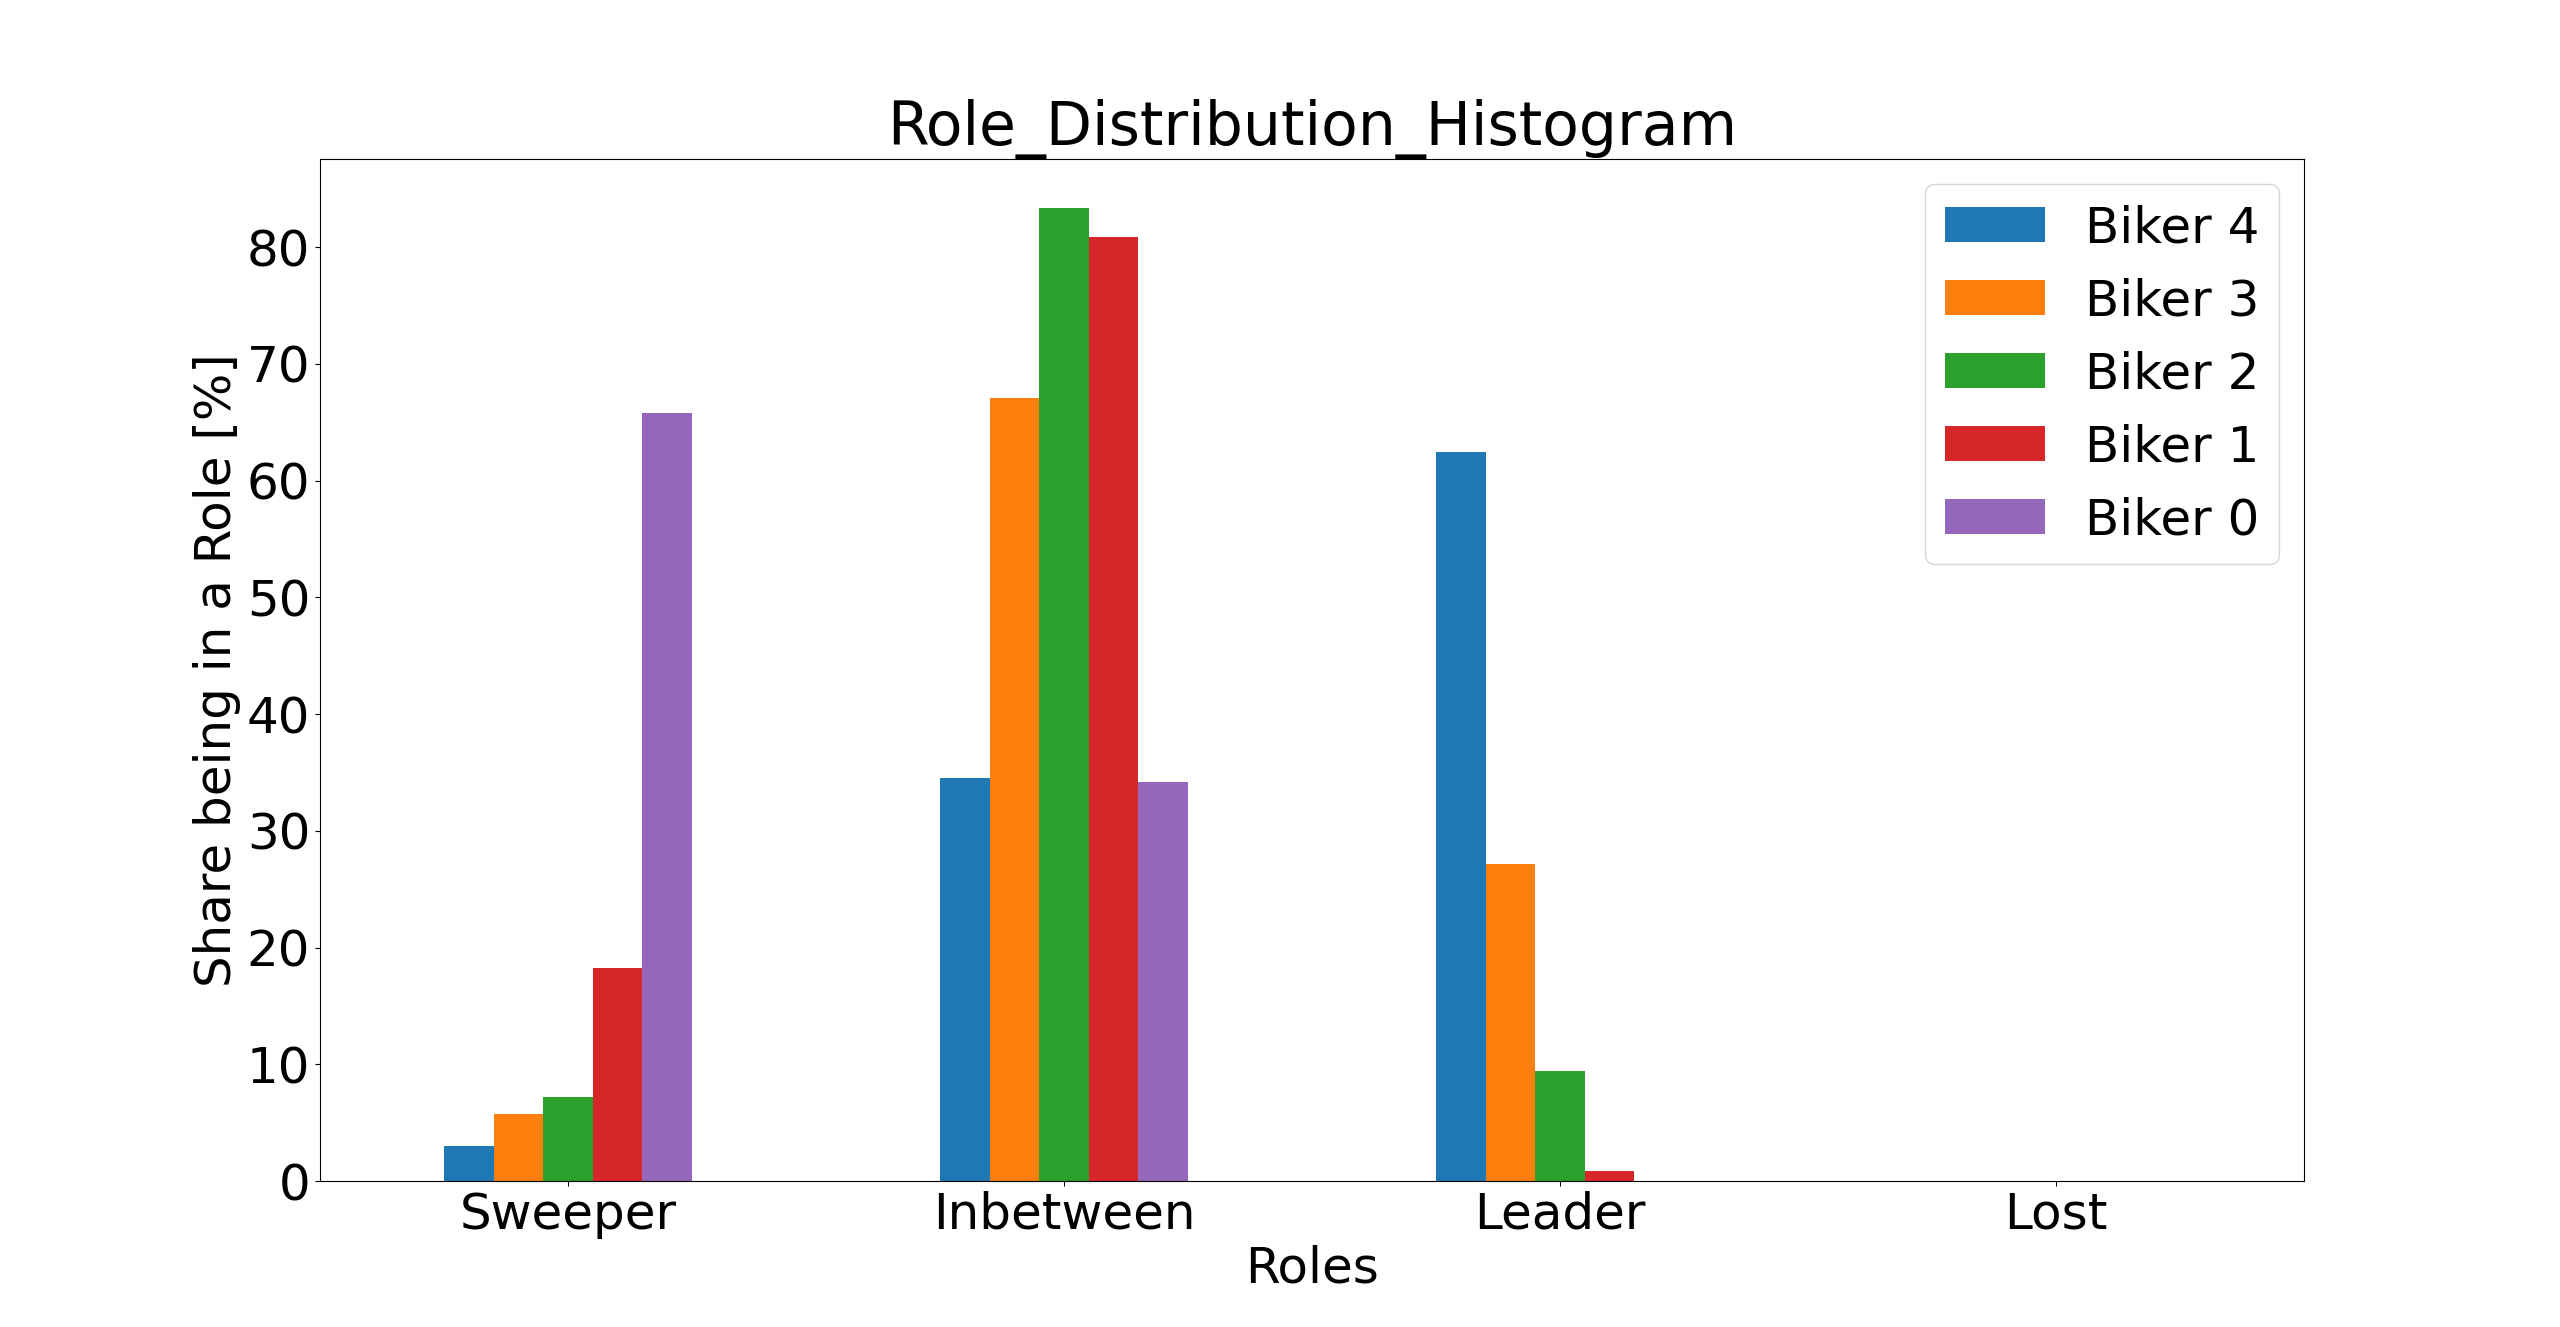 Role_Distribution_Histogram
Share being in a Role [%]
80
70
60
50
40
30
20
10
0
Biker 4
Biker 3
Biker 2
Biker 1
Biker 0
Sweeper Inbetween Leader Lost
Roles